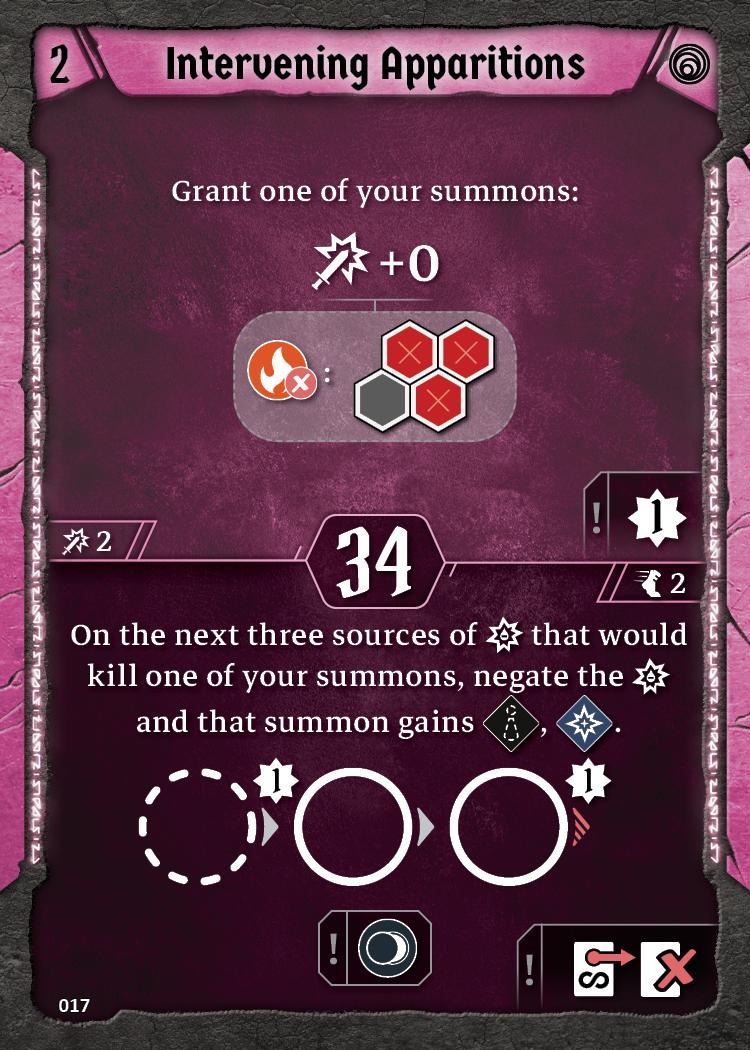 2
Intervening Apparitions
Grant one of your summons:
+0
:
! 1
2
34
2
On the next three sources of that would
kill one of your summons, negate the
and that summon gains , .
1 1
! !
017